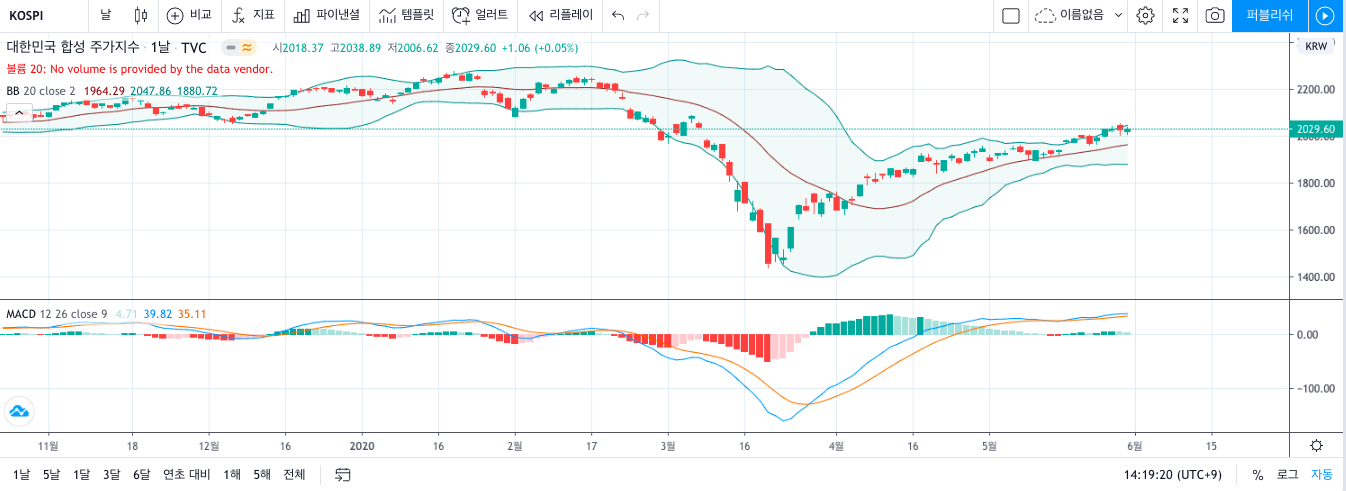 KOSPI 날 비교 지표 파이낸셜 템플릿 얼러트 리플레이 이름없음 퍼블리쉬
대한민국 합성 주가지수 · 1날 · TVC 시2018.37 고2038.89 저2006.62 종2029.60 +1.06 (+0.05%)
KRW
볼륨 20: No volume is provided by the data vendor.
BB 20 close 2 1964.29 2047.86 1880.72
2200.00
2029.60
1800.00
1600.00
1400.00
MACD 12 26 close 9 4.71 39.82 35.11
0.00
-100.00
11월 18 12월 16 2020 16 2월 17 3월 16 4월 16 5월 6월 15
1날 5날 1달 3달 6달 연초 대비 1해 5해 전체 14:19:20 (UTC+9) % 로그 자동